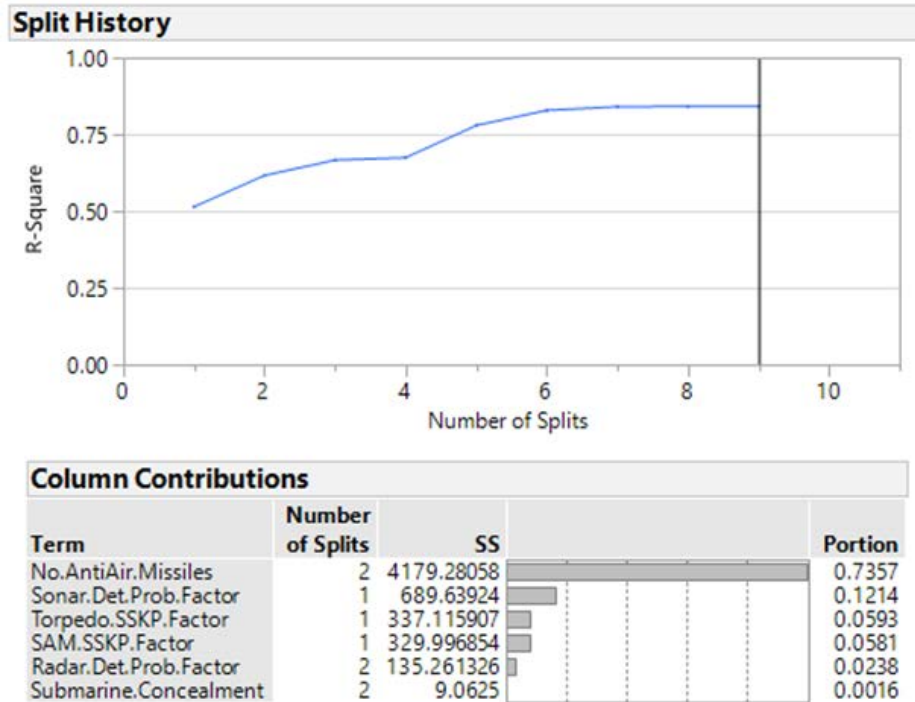 Split History
1.00
0.75
0.50
0.25
0.00
R-Square
0 2 4 6 8 10
Number of Splits
Column Contributions
Term Number of Splits SS Portion
No.AntiAir.Missiles 2 4179.28058 0.7357
Sonar.Det.Prob.Factor 1 689.63924 0.1214
Torpedo.SSKP.Factor 1 337.115907 0.0593
SAM.SSKP.Factor 1 329.996854 0.0581
Radar.Det.Prob.Factor 2 135.261326 0.0238
Submarine.Concealment 2 9.0625 0.0016